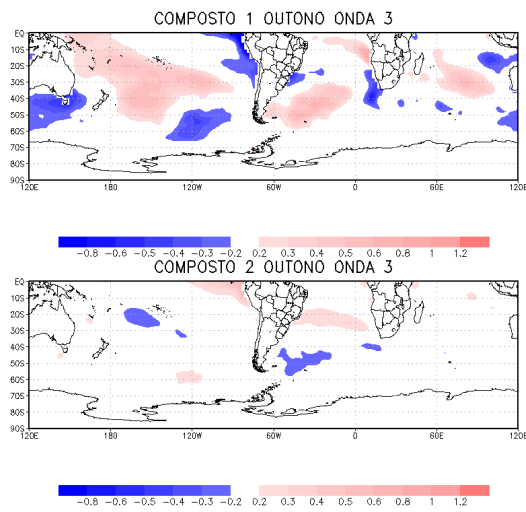 COMPOSTO 1 OUTONO ONDA 3
EQ
10S
20S
30S
40S
50S
60S
70S
80S
90S
120E 180 120W 60W 0 60E 120E
-0.8 -0.6 -0.5 -0.4 -0.3 -0.2 0.2 0.3 0.4 0.5 0.6 0.8 1 1.2
COMPOSTO 2 OUTONO ONDA 3
EQ
10S
20S
30S
40S
50S
60S
70S
80S
90S
120E 180 120W 60W 0 60E 120E
-0.8 -0.6 -0.5 -0.4 -0.3 -0.2 0.2 0.3 0.4 0.5 0.6 0.8 1 1.2